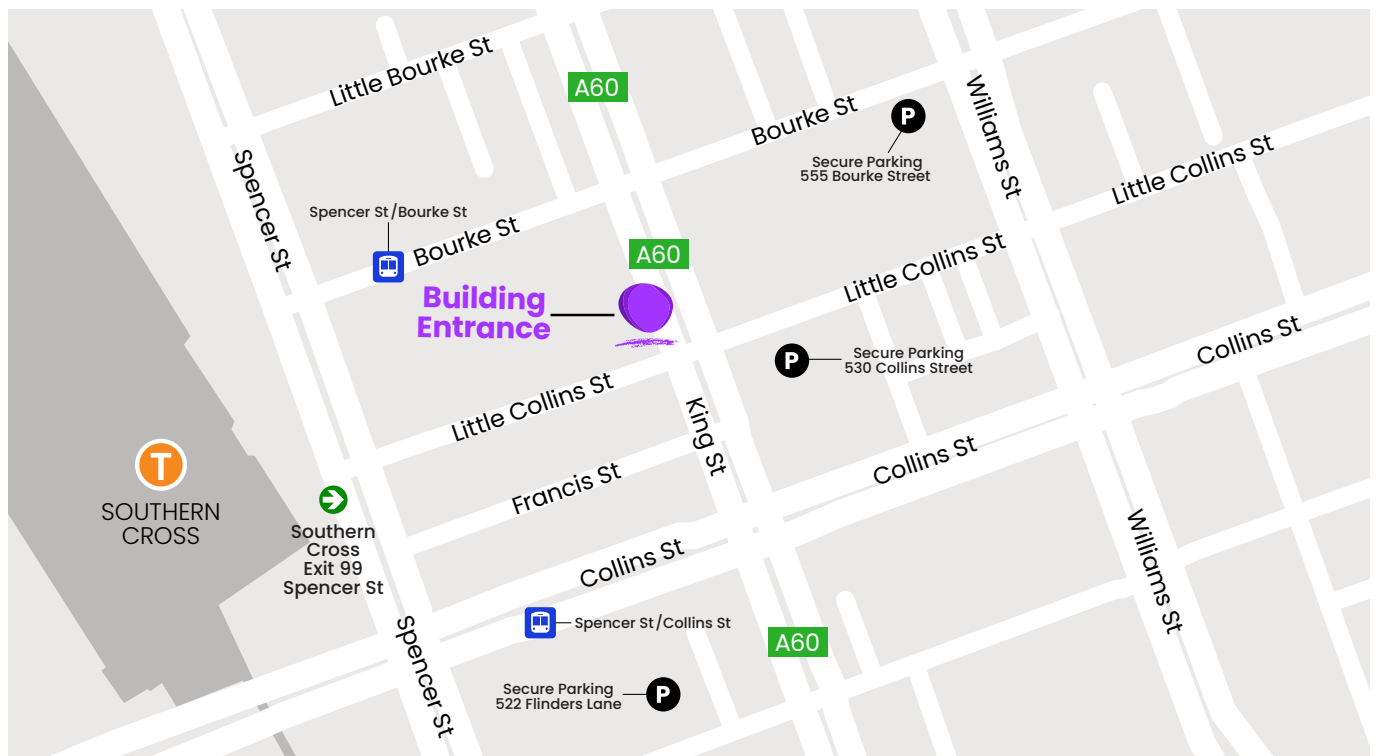 Little Bourke St
A60
Bourke St
P
Secure Parking
555 Bourke Street
Williams St
Little Collins St
Spencer St
Spencer St/Bourke St
Bourke St
A60
Little Collins St
Building
Entrance
P
Secure Parking
530 Collins Street
Collins St
Little Collins St
King St
Collins St
Francis St
T
SOUTHERN
CROSS
Southern
Cross
Exit 99
Spencer St
Collins St
Williams St
Spencer St/Collins St
A60
Spencer St
Secure Parking
522 Flinders Lane
P